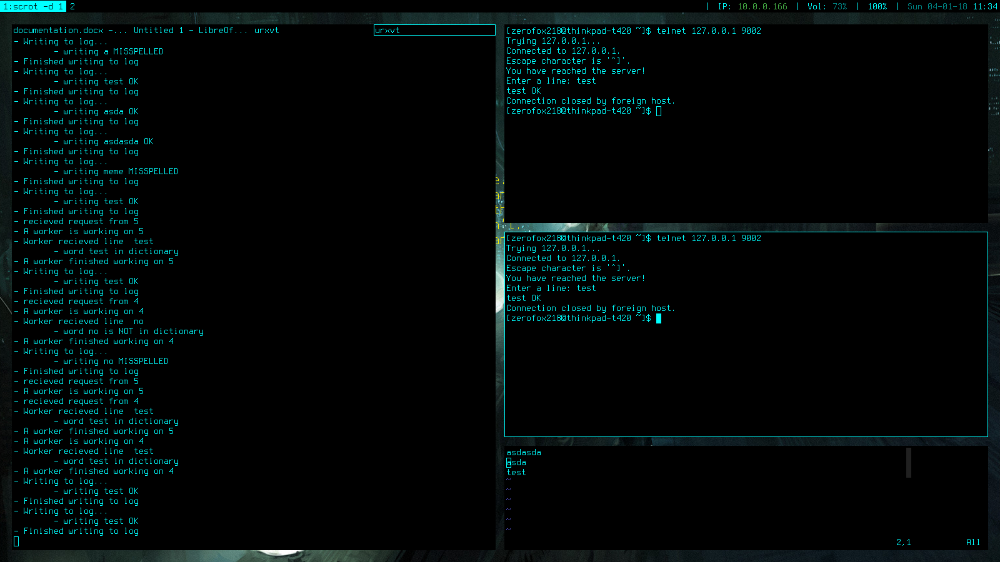 1:scrot -d 1 2 | IP: 10.0.0.166 | Vol: 73% | 100% | Sun 04-01-18 11:34
documentation.docx -... Untitled 1 - LibreOf... urxvt urxvt
- Writing to log...
- writing a MISSPELLED
- Finished writing to log
- Writing to log...
- writing test OK
- Finished writing to log
- Writing to log...
- writing asda OK
- Finished writing to log
- Writing to log...
- writing asdasda OK
- Finished writing to log
- Writing to log...
- writing meme MISSPELLED
- Finished writing to log
- Writing to log...
- writing test OK
- Finished writing to log
- recieved request from 5
- A worker is working on 5
- Worker recieved line  test
- word test in dictionary
- A worker finished working on 5
- Writing to log...
- writing test OK
- Finished writing to log
- recieved request from 4
- A worker is working on 4
- Worker recieved line  no
- word no is NOT in dictionary
- A worker finished working on 4
- Writing to log...
- writing no MISSPELLED
- Finished writing to log
- recieved request from 5
- A worker is working on 5
- recieved request from 4
- Worker recieved line  test
- word test in dictionary
- A worker finished working on 5
- A worker is working on 4
- Worker recieved line  test
- word test in dictionary
- A worker finished working on 4
- Writing to log...
- writing test OK
- Finished writing to log
- Writing to log...
- writing test OK
- Finished writing to log
[zerofox218@thinkpad-t420 ~]$ telnet 127.0.0.1 9002
Trying 127.0.0.1...
Connected to 127.0.0.1.
Escape character is '^]'.
You have reached the server!
Enter a line: test
test OK
Connection closed by foreign host.
[zerofox218@thinkpad-t420 ~]$
[zerofox218@thinkpad-t420 ~]$ telnet 127.0.0.1 9002
Trying 127.0.0.1...
Connected to 127.0.0.1.
Escape character is '^]'.
You have reached the server!
Enter a line: test
test OK
Connection closed by foreign host.
[zerofox218@thinkpad-t420 ~]$
asdasda
asda
test
~
~
~
~
~
~
2,1 All